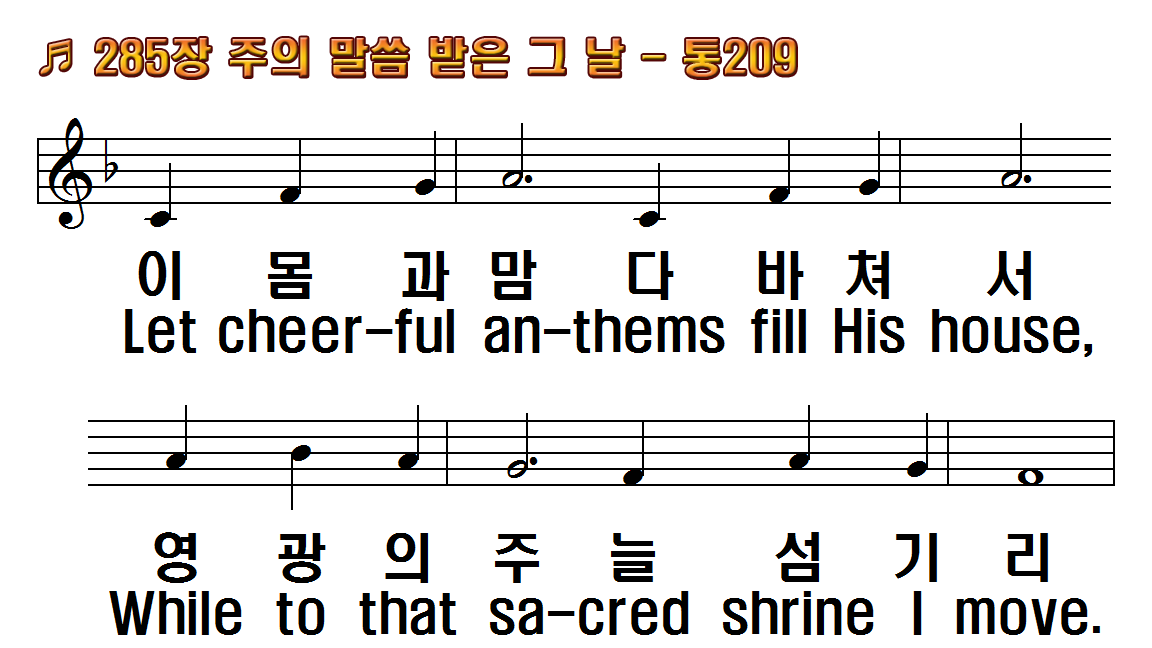 ♬ 285장 주의 말씀 받은 그 날 - 통209
이 몸 과 맘 다 바 쳐 서
Let cheer-ful an-thems fill His house,
영 광 의 주 늘 섬 기 리
While to that sa-cred shrine I move.